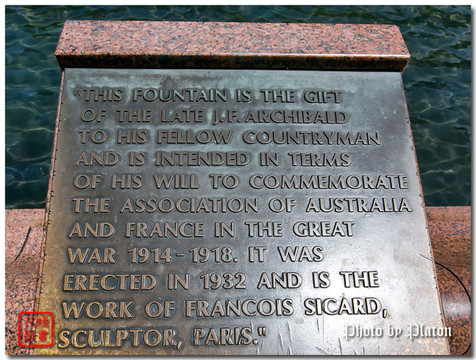 "THIS FOUNTAIN IS THE GIFT
OF THE LATE J.F. ARCHIBALD
TO HIS FELLOW COUNTRYMAN
AND IS INTENDED IN TERMS
OF HIS WILL TO COMMEMORATE
THE ASSOCIATION OF AUSTRALIA
AND FRANCE IN THE GREAT
WAR 1914-1918. IT WAS
ERECTED IN 1932 AND IS THE
WORK OF FRANCOIS SICARD,
SCULPTOR, PARIS."
Photo by Platon